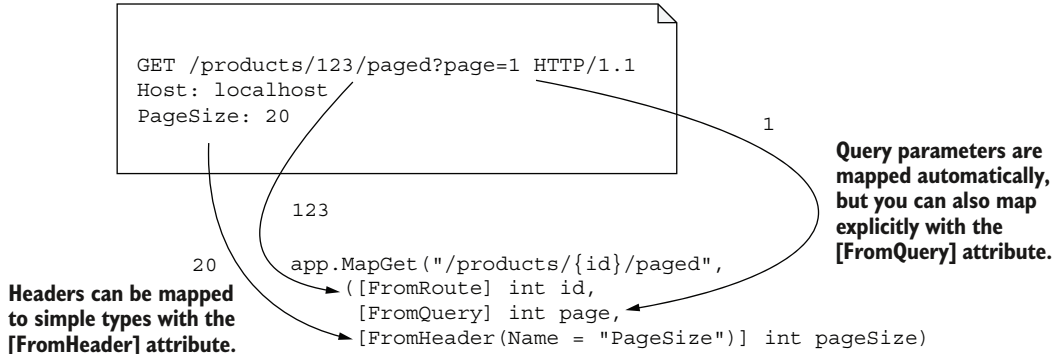 GET /products/123/paged?page=1 HTTP/1.1
Host: localhost
PageSize: 20
1
Query parameters are
mapped automatically,
but you can also map
explicitly with the
[FromQuery] attribute.
123
20
app.MapGet("/products/{id}/paged",
([FromRoute] int id,
[FromQuery] int page,
[FromHeader(Name = "PageSize")] int pageSize)
Headers can be mapped
to simple types with the
[FromHeader] attribute.